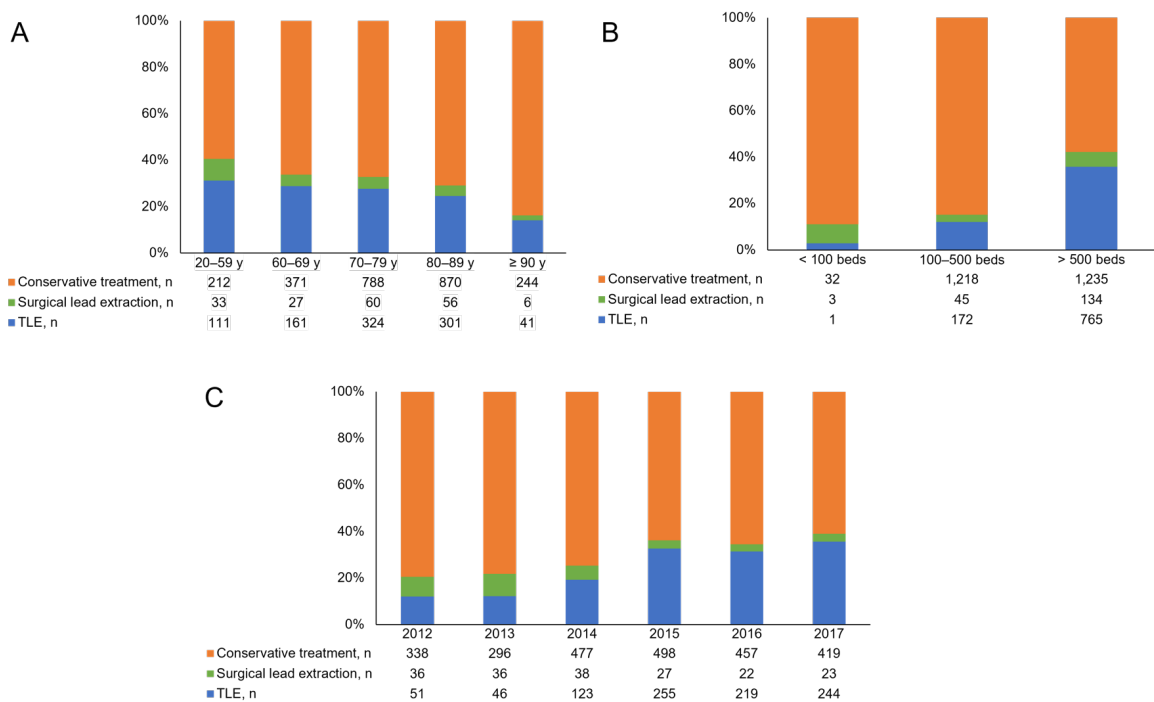 A
100%
80%
60%
40%
20%
0%
20–59 y 60–69 y 70–79 y 80–89 y ≥ 90 y
Conservative treatment, n 212 371 788 870 244
Surgical lead extraction, n 33 27 60 56 6
TLE, n 111 161 324 301 41
B
100%
80%
60%
40%
20%
0%
< 100 beds 100–500 beds > 500 beds
Conservative treatment, n 32 1,218 1,235
Surgical lead extraction, n 3 45 134
TLE, n 1 172 765
C
100%
80%
60%
40%
20%
0%
2012 2013 2014 2015 2016 2017
Conservative treatment, n 338 296 477 498 457 419
Surgical lead extraction, n 36 36 38 27 22 23
TLE, n 51 46 123 255 219 244